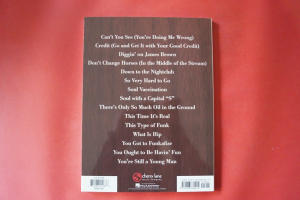 Can't You See (You're Doing Me Wrong)
Credit (Go and Get It with Your Good Credit)
Diggin' on James Brown
Don't Change Horses (In the Middle of the Stream)
Down to the Nightclub
So Very Hard to Go
Soul Vaccination
Soul with a Capital "S"
There's Only So Much Oil in the Ground
This Time It's Real
This Type of Funk
What Is Hip
You Got to Funkafize
You Ought to Be Havin' Fun
You're Still a Young Man
cherry lane